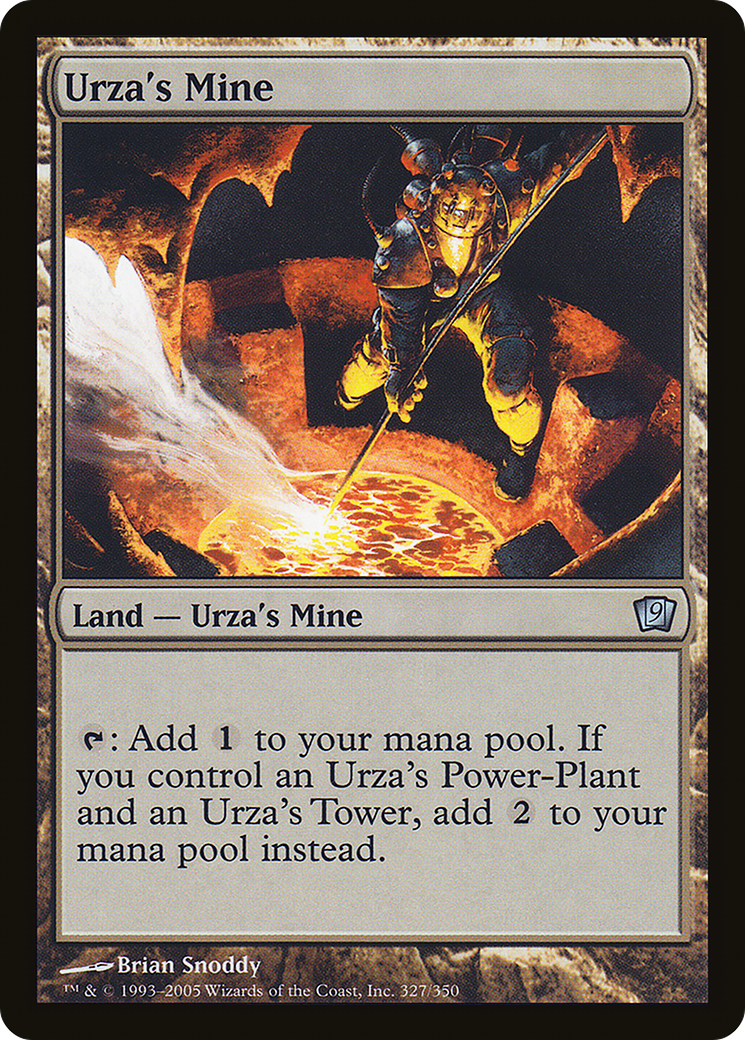 Urza's Mine
Land — Urza's Mine
9
: Add 1 to your mana pool. If
you control an Urza's Power-Plant
and an Urza's Tower, add 2 to your
mana pool instead.
Brian Snoddy
™ & © 1993–2005 Wizards of the Coast, Inc. 327/350